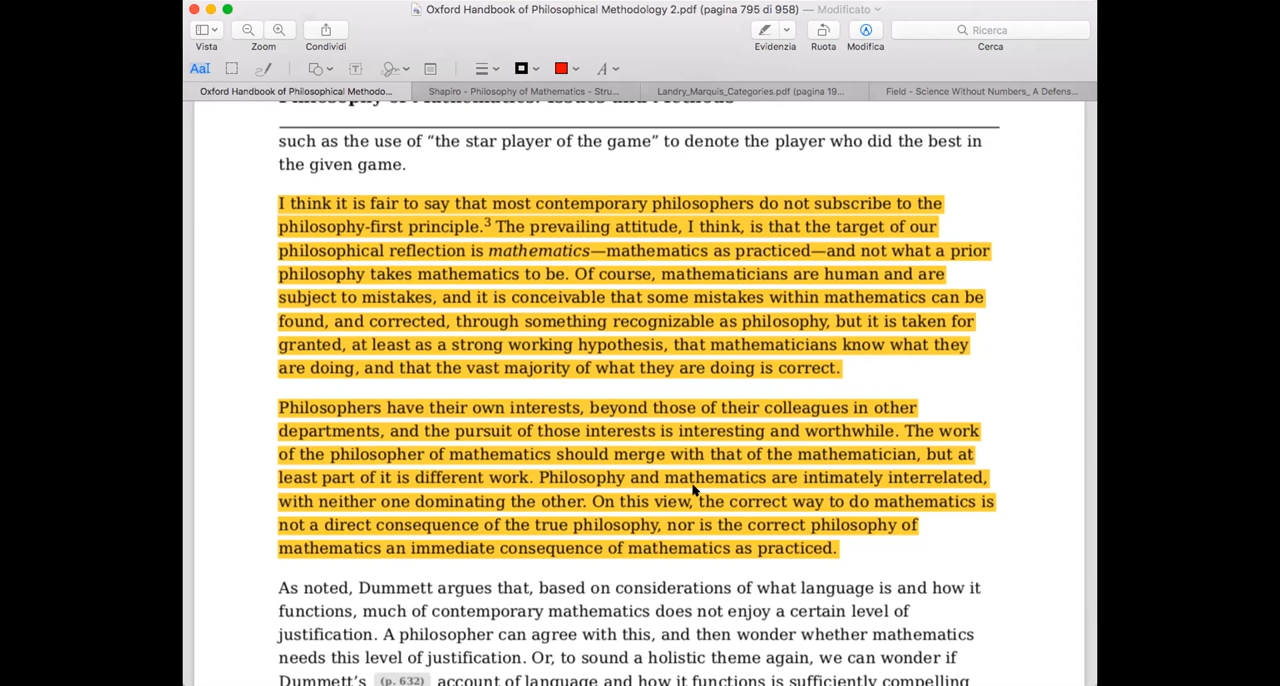 Oxford Handbook of Philosophical Methodology 2.pdf (pagina 795 di 958) — Modificato
Vista
Zoom
Condividi
Evidenzia
Ruota
Modifica
Ricerca
Cerca
AaI
A
Oxford Handbook of Philosophical Methodo...
Shapiro - Philosophy of Mathematics - Stru...
Landry_Marquis_Categories.pdf (pagina 19...
Field - Science Without Numbers_ A Defens...
Philosophy of Mathematics: Issues and Methods
such as the use of “the star player of the game” to denote the player who did the best in
the given game.
I think it is fair to say that most contemporary philosophers do not subscribe to the
philosophy-first principle.3 The prevailing attitude, I think, is that the target of our
philosophical reflection is mathematics—mathematics as practiced—and not what a prior
philosophy takes mathematics to be. Of course, mathematicians are human and are
subject to mistakes, and it is conceivable that some mistakes within mathematics can be
found, and corrected, through something recognizable as philosophy, but it is taken for
granted, at least as a strong working hypothesis, that mathematicians know what they
are doing, and that the vast majority of what they are doing is correct.
Philosophers have their own interests, beyond those of their colleagues in other
departments, and the pursuit of those interests is interesting and worthwhile. The work
of the philosopher of mathematics should merge with that of the mathematician, but at
least part of it is different work. Philosophy and mathematics are intimately interrelated,
with neither one dominating the other. On this view, the correct way to do mathematics is
not a direct consequence of the true philosophy, nor is the correct philosophy of
mathematics an immediate consequence of mathematics as practiced.
As noted, Dummett argues that, based on considerations of what language is and how it
functions, much of contemporary mathematics does not enjoy a certain level of
justification. A philosopher can agree with this, and then wonder whether mathematics
needs this level of justification. Or, to sound a holistic theme again, we can wonder if
Dummett’s (p. 632) account of language and how it functions is sufficiently compelling